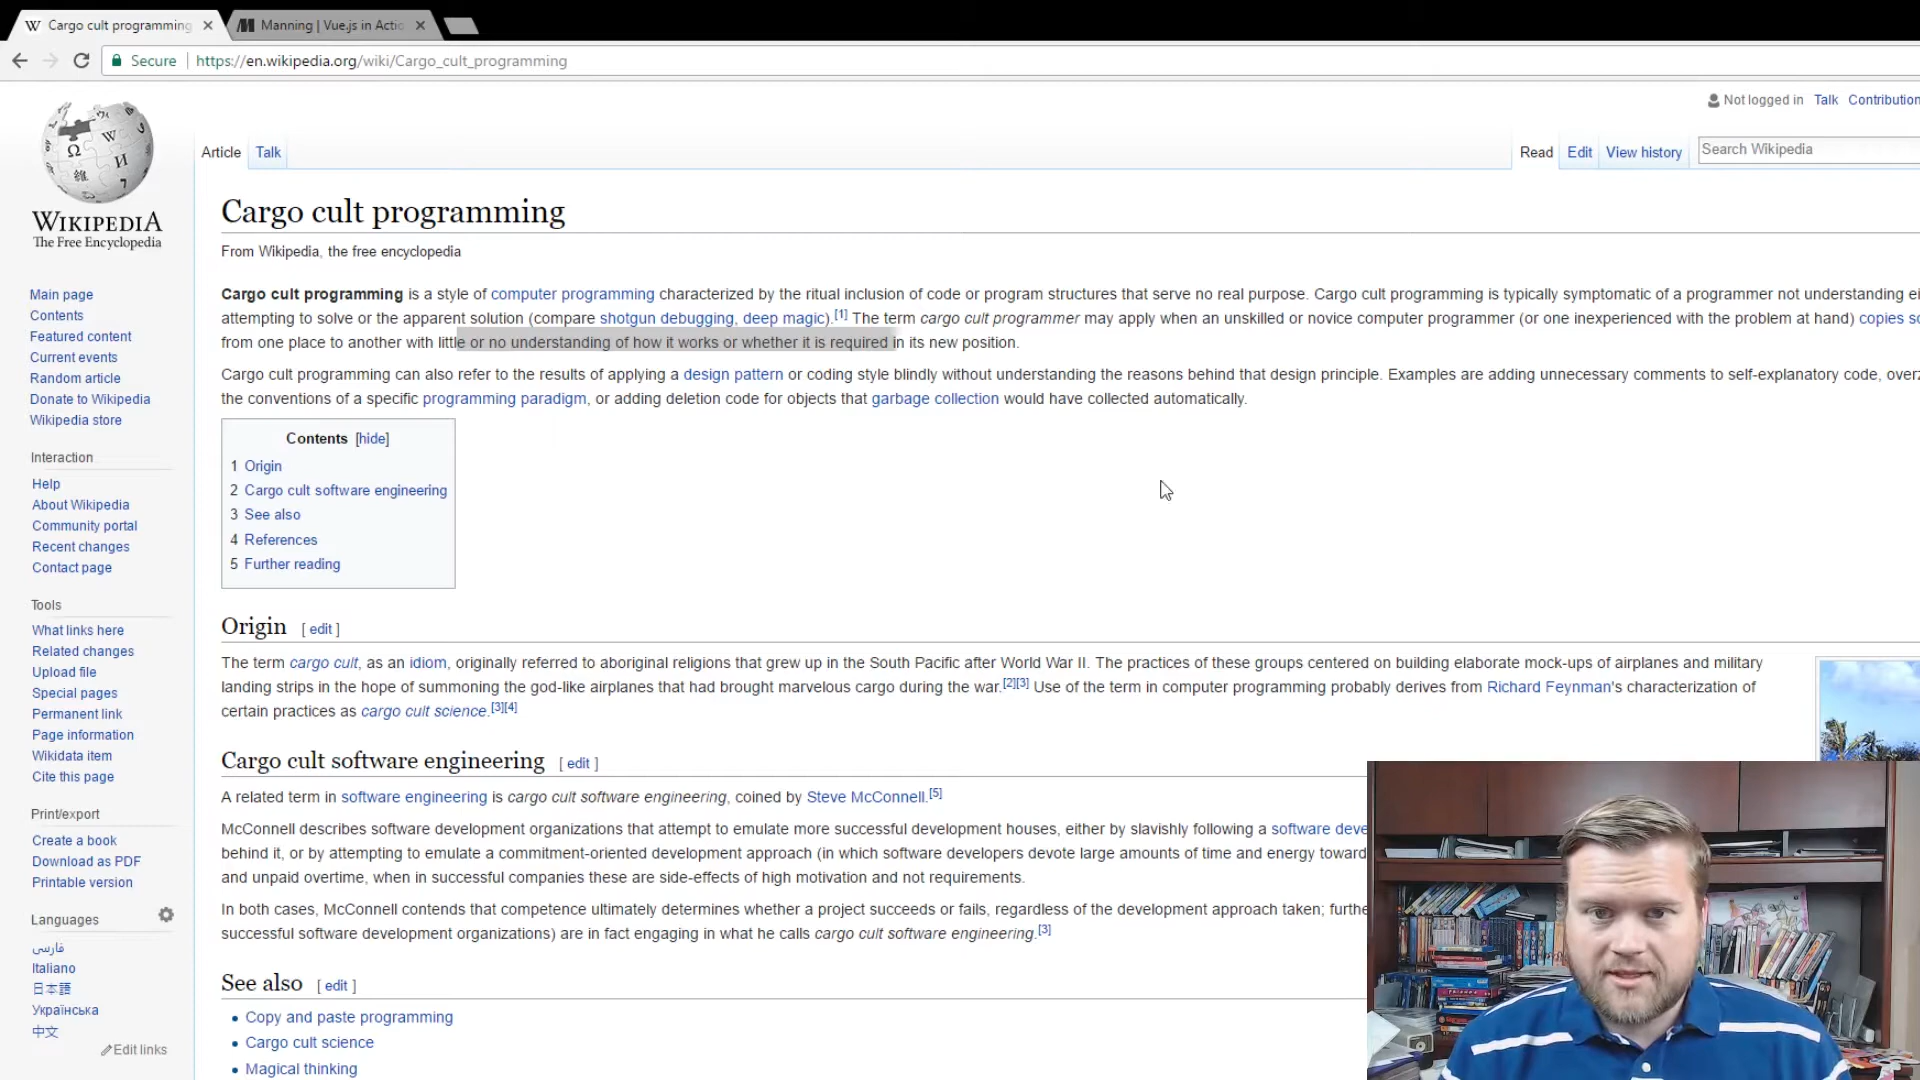 Cargo cult programming
Manning | Vue.js in Actio
Secure
https://en.wikipedia.org/wiki/Cargo_cult_programming
Not logged in Talk Contribution
Article Talk
Read Edit View history
Search Wikipedia
WIKIPEDIA
The Free Encyclopedia
Main page
Contents
Featured content
Current events
Random article
Donate to Wikipedia
Wikipedia store
Interaction
Help
About Wikipedia
Community portal
Recent changes
Contact page
Tools
What links here
Related changes
Upload file
Special pages
Permanent link
Page information
Wikidata item
Cite this page
Print/export
Create a book
Download as PDF
Printable version
Languages
فارسی
Italiano
日本語
Українська
中文
Edit links
Cargo cult programming
From Wikipedia, the free encyclopedia
Cargo cult programming is a style of computer programming characterized by the ritual inclusion of code or program structures that serve no real purpose. Cargo cult programming is typically symptomatic of a programmer not understanding ei
attempting to solve or the apparent solution (compare shotgun debugging, deep magic).[1] The term cargo cult programmer may apply when an unskilled or novice computer programmer (or one inexperienced with the problem at hand) copies so
from one place to another with little or no understanding of how it works or whether it is required in its new position.
Cargo cult programming can also refer to the results of applying a design pattern or coding style blindly without understanding the reasons behind that design principle. Examples are adding unnecessary comments to self-explanatory code, overz
the conventions of a specific programming paradigm, or adding deletion code for objects that garbage collection would have collected automatically.
Contents [hide]
1 Origin
2 Cargo cult software engineering
3 See also
4 References
5 Further reading
Origin [ edit ]
The term cargo cult, as an idiom, originally referred to aboriginal religions that grew up in the South Pacific after World War II. The practices of these groups centered on building elaborate mock-ups of airplanes and military
landing strips in the hope of summoning the god-like airplanes that had brought marvelous cargo during the war.[2][3] Use of the term in computer programming probably derives from Richard Feynman's characterization of
certain practices as cargo cult science.[3][4]
Cargo cult software engineering [ edit ]
A related term in software engineering is cargo cult software engineering, coined by Steve McConnell.[5]
McConnell describes software development organizations that attempt to emulate more successful development houses, either by slavishly following a software deve
behind it, or by attempting to emulate a commitment-oriented development approach (in which software developers devote large amounts of time and energy toward
and unpaid overtime, when in successful companies these are side-effects of high motivation and not requirements.
In both cases, McConnell contends that competence ultimately determines whether a project succeeds or fails, regardless of the development approach taken; furthe
successful software development organizations) are in fact engaging in what he calls cargo cult software engineering.[3]
See also [ edit ]
Copy and paste programming
Cargo cult science
Magical thinking